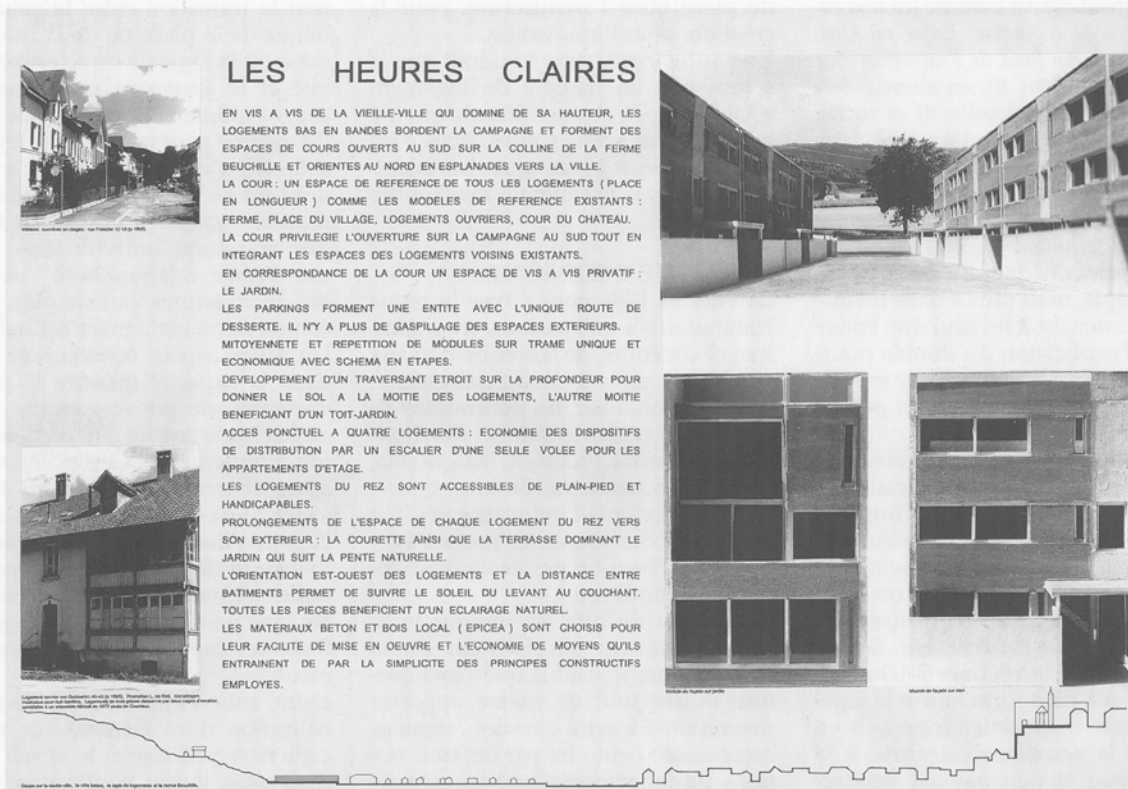 LES HEURES CLAIRES
EN VIS A VIS DE LA VIEILLE-VILLE QUI DOMINE DE SA HAUTEUR, LES
LOGEMENTS BAS EN BANDES BORDENT LA CAMPAGNE ET FORMENT DES
ESPACES DE COURS OUVERTS AU SUD SUR LA COLLINE DE LA FERME
BEUCHILLE ET ORIENTES AU NORD EN ESPLANADES VERS LA VILLE.
LA COUR : UN ESPACE DE REFERENCE DE TOUS LES LOGEMENTS ( PLACE
EN LONGUEUR ) COMME LES MODELES DE REFERENCE EXISTANTS :
FERME, PLACE DU VILLAGE, LOGEMENTS OUVRIERS, COUR DU CHATEAU.
LA COUR PRIVILEGIE L'OUVERTURE SUR LA CAMPAGNE AU SUD TOUT EN
INTEGRANT LES ESPACES DES LOGEMENTS VOISINS EXISTANTS.
EN CORRESPONDANCE DE LA COUR UN ESPACE DE VIS A VIS PRIVATIF :
LE JARDIN.
LES PARKINGS FORMENT UNE ENTITE AVEC L'UNIQUE ROUTE DE
DESSERTE. IL N'Y A PLUS DE GASPILLAGE DES ESPACES EXTERIEURS.
MITOYENNETE ET REPETITION DE MODULES SUR TRAME UNIQUE ET
ECONOMIQUE AVEC SCHEMA EN ETAPES.
DEVELOPPEMENT D'UN TRAVERSANT ETROIT SUR LA PROFONDEUR POUR
DONNER LE SOL A LA MOITIE DES LOGEMENTS, L'AUTRE MOITIE
BENEFICIANT D'UN TOIT-JARDIN.
ACCES PONCTUEL A QUATRE LOGEMENTS : ECONOMIE DES DISPOSITIFS
DE DISTRIBUTION PAR UN ESCALIER D'UNE SEULE VOLEE POUR LES
APPARTEMENTS D'ETAGE.
LES LOGEMENTS DU REZ SONT ACCESSIBLES DE PLAIN-PIED ET
HANDICAPABLES.
PROLONGEMENTS DE L'ESPACE DE CHAQUE LOGEMENT DU REZ VERS
SON EXTERIEUR : LA COURETTE AINSI QUE LA TERRASSE DOMINANT LE
JARDIN QUI SUIT LA PENTE NATURELLE.
L'ORIENTATION EST-OUEST DES LOGEMENTS ET LA DISTANCE ENTRE
BATIMENTS PERMET DE SUIVRE LE SOLEIL DU LEVANT AU COUCHANT.
TOUTES LES PIECES BENEFICIENT D'UN ECLAIRAGE NATUREL.
LES MATERIAUX BETON ET BOIS LOCAL ( EPICEA ) SONT CHOISIS POUR
LEUR FACILITE DE MISE EN OEUVRE ET L'ECONOMIE DE MOYENS QU'ILS
ENTRAINENT DE PAR LA SIMPLICITE DES PRINCIPES CONSTRUCTIFS
EMPLOYES.
Module de façade sur jardin
Module de façade sur cour